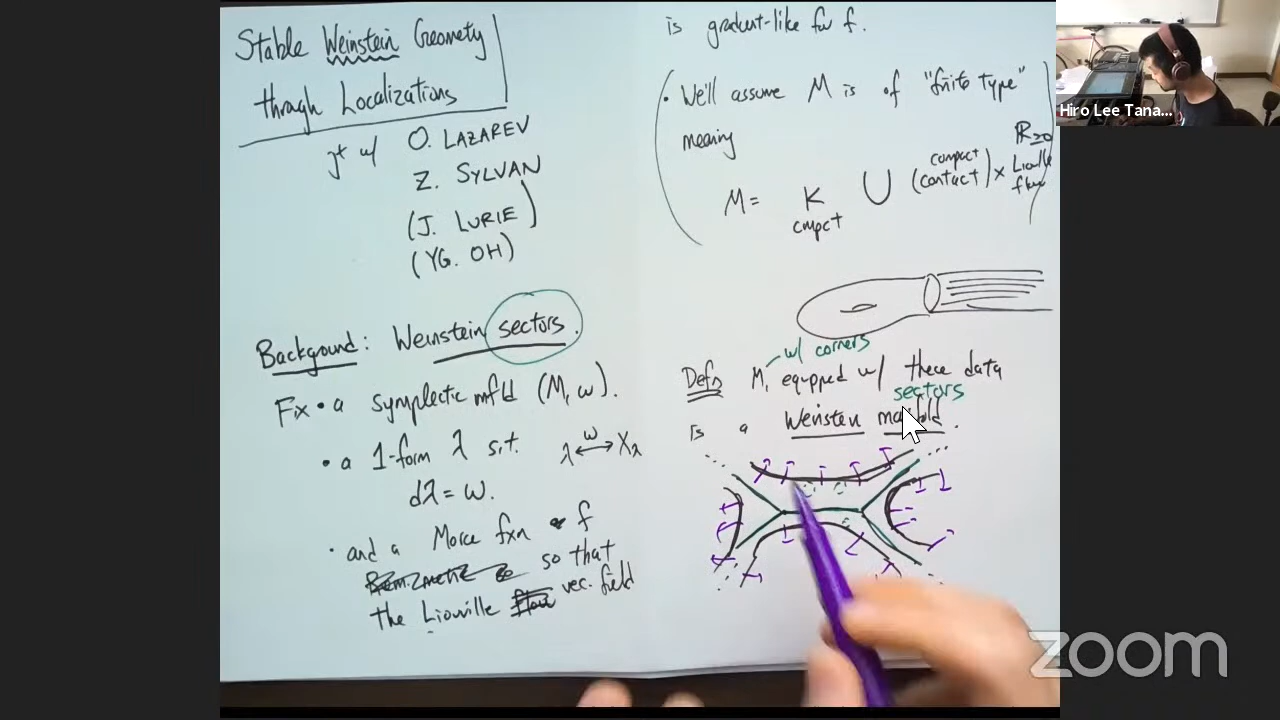 Stable Weinstein Geometry
through Localizations
jt w/ O. LAZAREV
Z. SYLVAN
(J. LURIE)
(YG. OH)
Background: Weinstein sectors.
Fix • a symplectic mfld (M, ω).
• a 1-form λ s.t. λ ω↔ X_λ
dλ = ω.
• and a Morse fxn f
so that
the Liouville vec. field
is gradient-like for f.
(• We'll assume M is of "finite type"
meaning
M = K ∪ (contact) × ℝ≥0
cmpct compact Liouville flow)
w/ corners
Defn M, equipped w/ these data
sectors
is a Weinstein manifold.
Hiro Lee Tana...
zoom